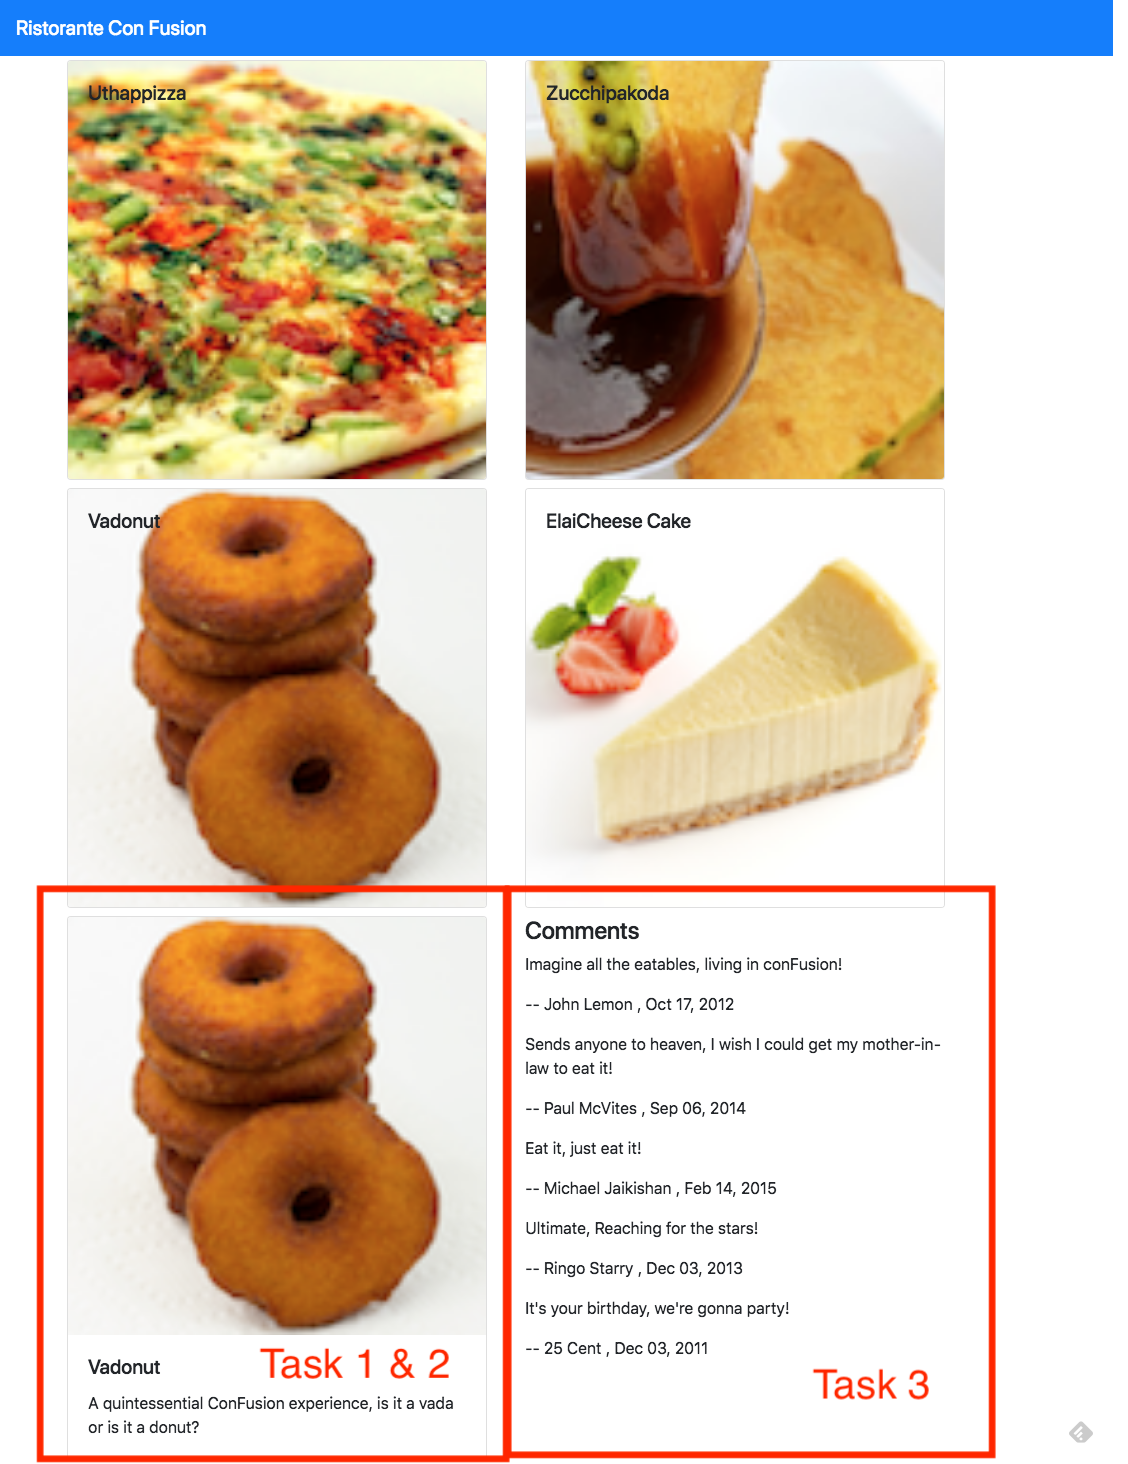 Ristorante Con Fusion
Uthappizza
Zucchipakoda
Vadonut
ElaiCheese Cake
Vadonut
Task 1 & 2
A quintessential ConFusion experience, is it a vada
or is it a donut?
Comments
Imagine all the eatables, living in conFusion!
-- John Lemon , Oct 17, 2012
Sends anyone to heaven, I wish I could get my mother-in-
law to eat it!
-- Paul McVites , Sep 06, 2014
Eat it, just eat it!
-- Michael Jaikishan , Feb 14, 2015
Ultimate, Reaching for the stars!
-- Ringo Starry , Dec 03, 2013
It's your birthday, we're gonna party!
-- 25 Cent , Dec 03, 2011
Task 3